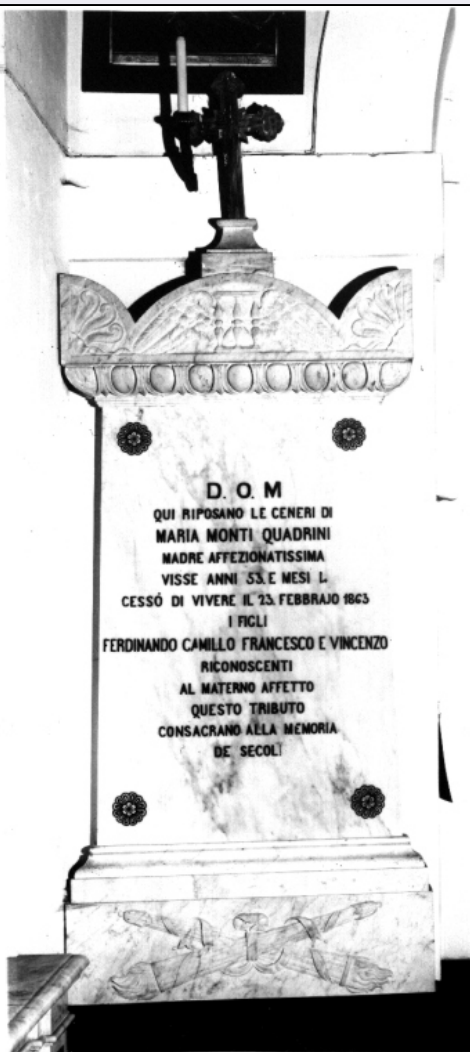 D. O. M
QUI RIPOSANO LE CENERI DI
MARIA MONTI QUADRINI
MADRE AFFEZIONATISSIMA
VISSE ANNI 53. E MESI 1.
CESSÓ DI VIVERE IL 23. FEBBRAJO 1863
I FIGLI
FERDINANDO CAMILLO FRANCESCO E VINCENZO
RICONOSCENTI
AL MATERNO AFFETTO
QUESTO TRIBUTO
CONSACRANO ALLA MEMORIA
DE' SECOLI